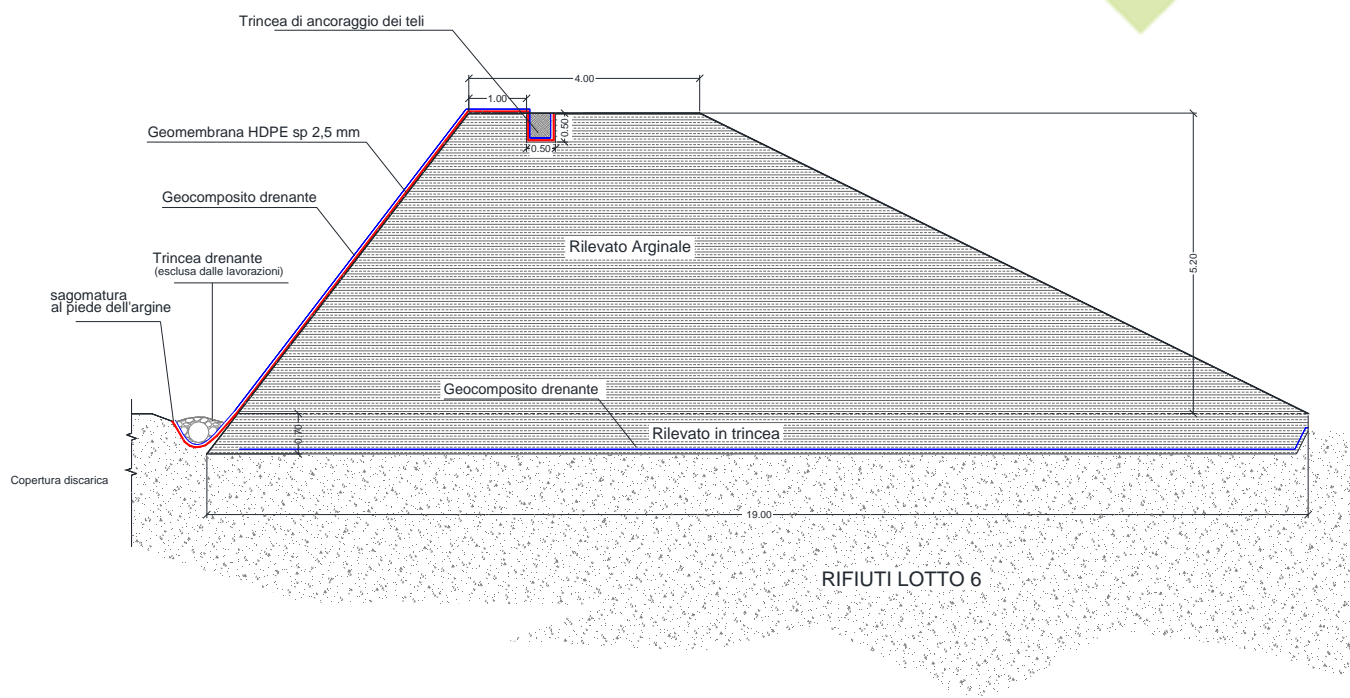 Trincea di ancoraggio dei teli
4.00
1.00
0.50
0.50
Geomembrana HDPE sp 2,5 mm
Geocomposito drenante
Rilevato Arginale
5.20
Trincea drenante
(esclusa dalle lavorazioni)
sagomatura
al piede dell'argine
Geocomposito drenante
0.70
Rilevato in trincea
Copertura discarica
19.00
RIFIUTI LOTTO 6